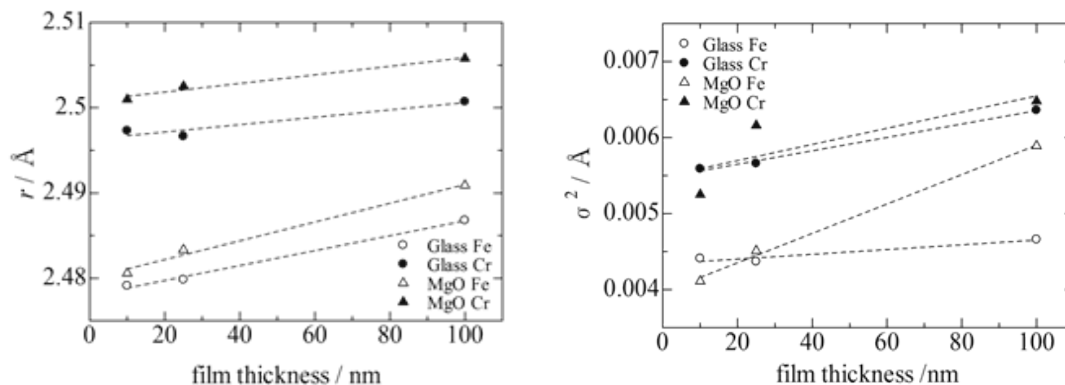 2.51
2.5
2.49
2.48
r / Å
Glass Fe
Glass Cr
MgO Fe
MgO Cr
0 20 40 60 80 100
film thickness / nm
Glass Fe
Glass Cr
MgO Fe
MgO Cr
0.007
0.006
0.005
0.004
σ² / Å
0 20 40 60 80 100
film thickness /nm